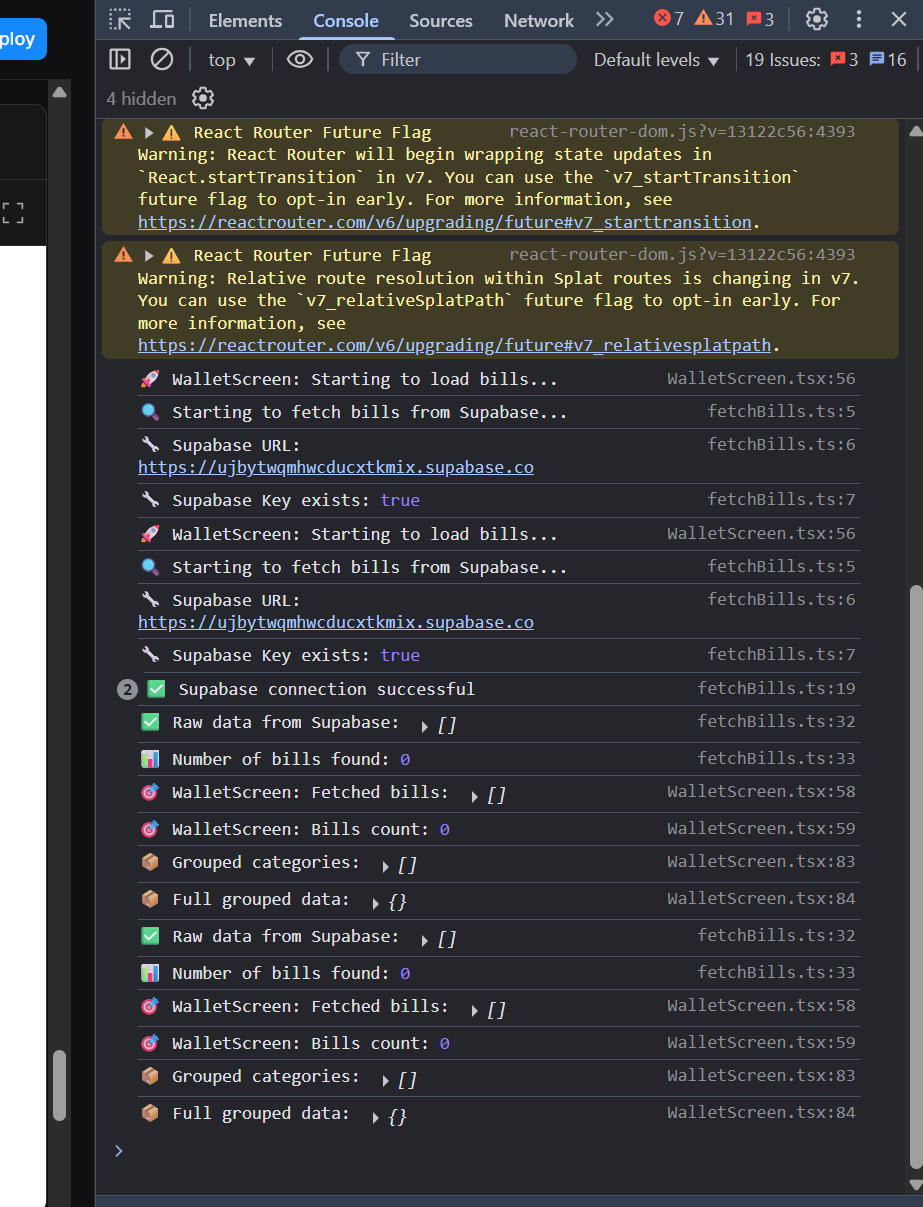 ploy
Elements Console Sources Network 7 31 3
top Filter Default levels 19 Issues: 3 16
4 hidden
React Router Future Flag react-router-dom.js?v=13122c56:4393
Warning: React Router will begin wrapping state updates in
`React.startTransition` in v7. You can use the `v7_startTransition`
future flag to opt-in early. For more information, see
https://reactrouter.com/v6/upgrading/future#v7_starttransition.
React Router Future Flag react-router-dom.js?v=13122c56:4393
Warning: Relative route resolution within Splat routes is changing in v7.
You can use the `v7_relativeSplatPath` future flag to opt-in early. For
more information, see
https://reactrouter.com/v6/upgrading/future#v7_relativesplatpath.
🚀 WalletScreen: Starting to load bills... WalletScreen.tsx:56
🔍 Starting to fetch bills from Supabase... fetchBills.ts:5
🔧 Supabase URL: fetchBills.ts:6
https://ujbytwqmhwcducxtkmix.supabase.co
🔧 Supabase Key exists: true fetchBills.ts:7
🚀 WalletScreen: Starting to load bills... WalletScreen.tsx:56
🔍 Starting to fetch bills from Supabase... fetchBills.ts:5
🔧 Supabase URL: fetchBills.ts:6
https://ujbytwqmhwcducxtkmix.supabase.co
🔧 Supabase Key exists: true fetchBills.ts:7
2 ✅ Supabase connection successful fetchBills.ts:19
✅ Raw data from Supabase: ▶ [] fetchBills.ts:32
📊 Number of bills found: 0 fetchBills.ts:33
🎯 WalletScreen: Fetched bills: ▶ [] WalletScreen.tsx:58
🎯 WalletScreen: Bills count: 0 WalletScreen.tsx:59
📦 Grouped categories: ▶ [] WalletScreen.tsx:83
📦 Full grouped data: ▶ {} WalletScreen.tsx:84
✅ Raw data from Supabase: ▶ [] fetchBills.ts:32
📊 Number of bills found: 0 fetchBills.ts:33
🎯 WalletScreen: Fetched bills: ▶ [] WalletScreen.tsx:58
🎯 WalletScreen: Bills count: 0 WalletScreen.tsx:59
📦 Grouped categories: ▶ [] WalletScreen.tsx:83
📦 Full grouped data: ▶ {} WalletScreen.tsx:84